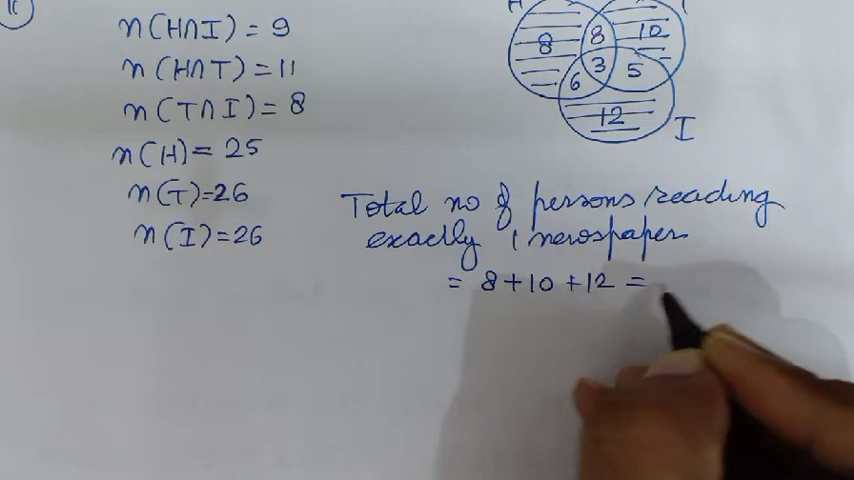 n(H∩I) = 9
n(H∩T) = 11
n(T∩I) = 8
n(H) = 25
n(T)=26
n(I)=26
8
8
10
3
6
5
12
I
Total no of persons reading
exactly 1 newspaper
= 8+10+12 =